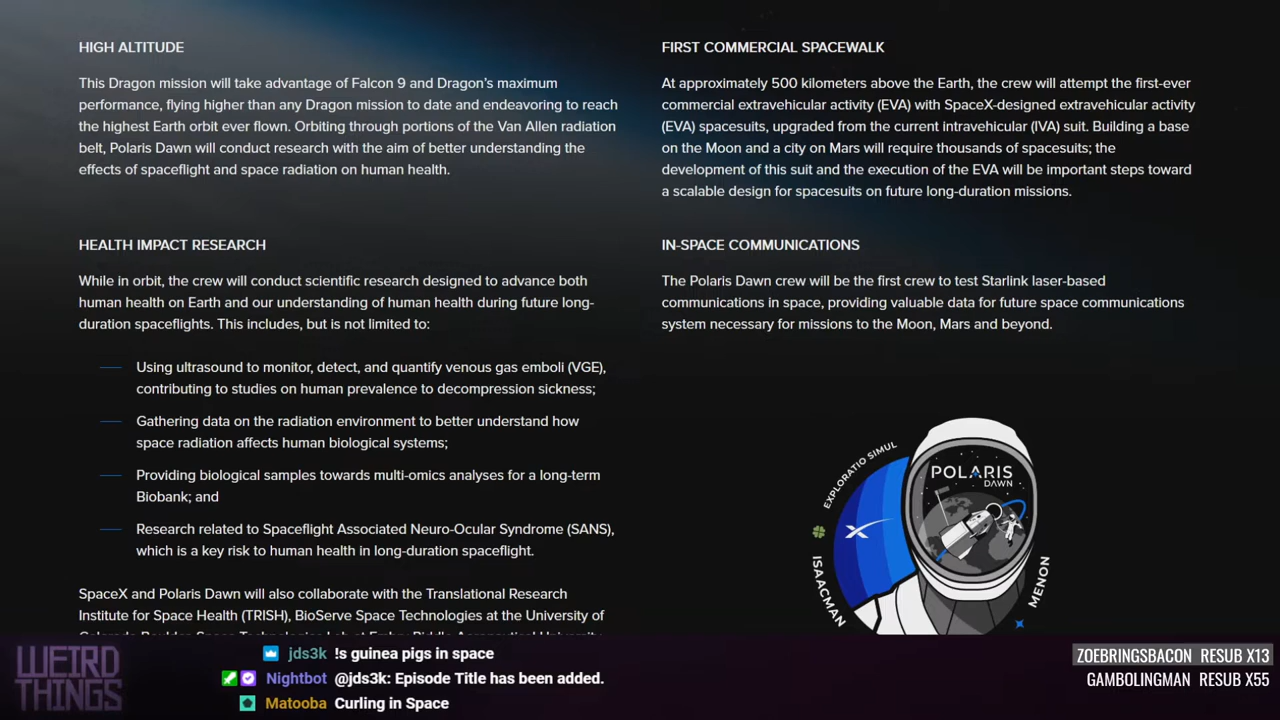 HIGH ALTITUDE
This Dragon mission will take advantage of Falcon 9 and Dragon's maximum
performance, flying higher than any Dragon mission to date and endeavoring to reach
the highest Earth orbit ever flown. Orbiting through portions of the Van Allen radiation
belt, Polaris Dawn will conduct research with the aim of better understanding the
effects of spaceflight and space radiation on human health.
HEALTH IMPACT RESEARCH
While in orbit, the crew will conduct scientific research designed to advance both
human health on Earth and our understanding of human health during future long-
duration spaceflights. This includes, but is not limited to:
Using ultrasound to monitor, detect, and quantify venous gas emboli (VGE),
contributing to studies on human prevalence to decompression sickness;
Gathering data on the radiation environment to better understand how
space radiation affects human biological systems;
Providing biological samples towards multi-omics analyses for a long-term
Biobank; and
Research related to Spaceflight Associated Neuro-Ocular Syndrome (SANS),
which is a key risk to human health in long-duration spaceflight.
SpaceX and Polaris Dawn will also collaborate with the Translational Research
Institute for Space Health (TRISH), BioServe Space Technologies at the University of
FIRST COMMERCIAL SPACEWALK
At approximately 500 kilometers above the Earth, the crew will attempt the first-ever
commercial extravehicular activity (EVA) with SpaceX-designed extravehicular activity
(EVA) spacesuits, upgraded from the current intravehicular (IVA) suit. Building a base
on the Moon and a city on Mars will require thousands of spacesuits; the
development of this suit and the execution of the EVA will be important steps toward
a scalable design for spacesuits on future long-duration missions.
IN-SPACE COMMUNICATIONS
The Polaris Dawn crew will be the first crew to test Starlink laser-based
communications in space, providing valuable data for future space communications
system necessary for missions to the Moon, Mars and beyond.
EXPLORATIO SIMUL
POLARIS
DAWN
ISAACMAN
MENON
WEIRD
THINGS
jds3k !s guinea pigs in space
Nightbot @jds3k: Episode Title has been added.
Matooba Curling in Space
ZOEBRINGSBACON RESUB X13
GAMBOLINGMAN RESUB X55